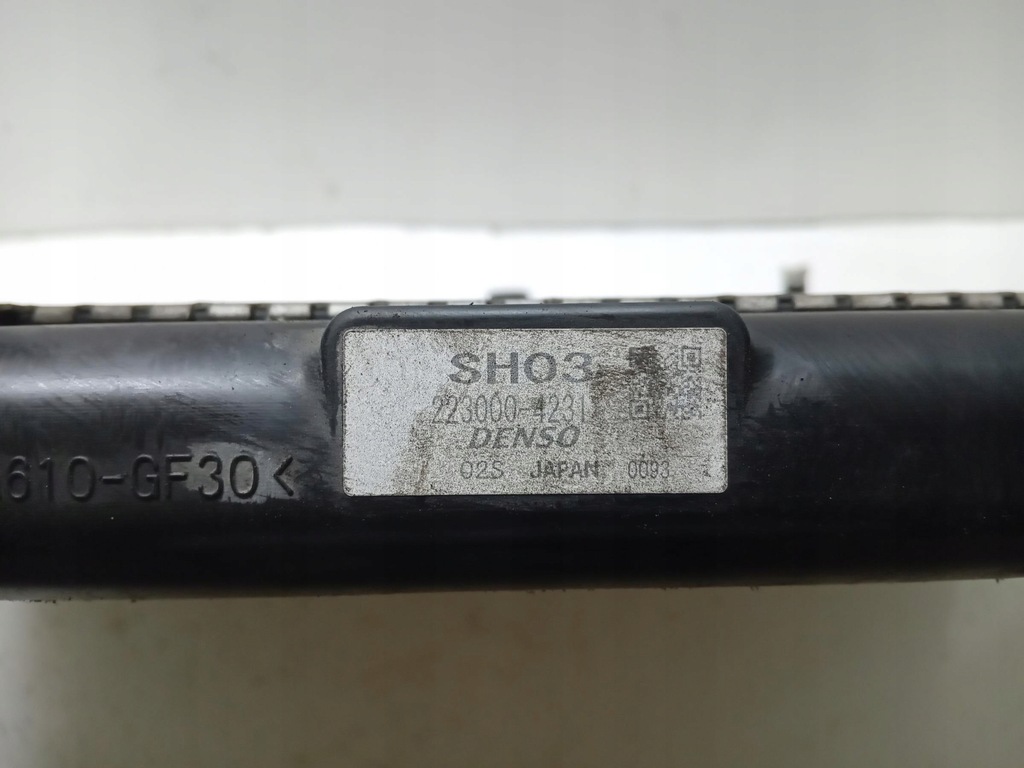 SH03
223000-4231
DENSO
02S JAPAN 0093
610-GF30<